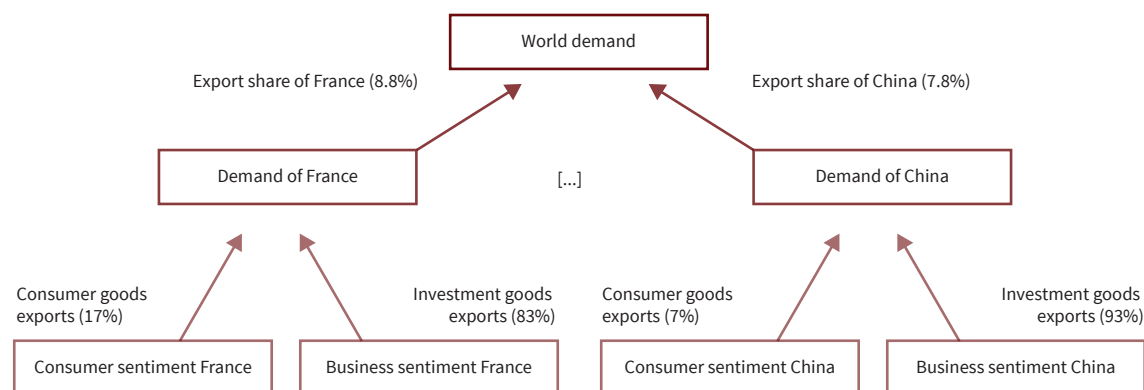 World demand
Export share of France (8.8%)
Export share of China (7.8%)
Demand of France
[...]
Demand of China
Consumer goods
exports (17%)
Investment goods
exports (83%)
Consumer goods
exports (7%)
Investment goods
exports (93%)
Consumer sentiment France
Business sentiment France
Consumer sentiment China
Business sentiment China